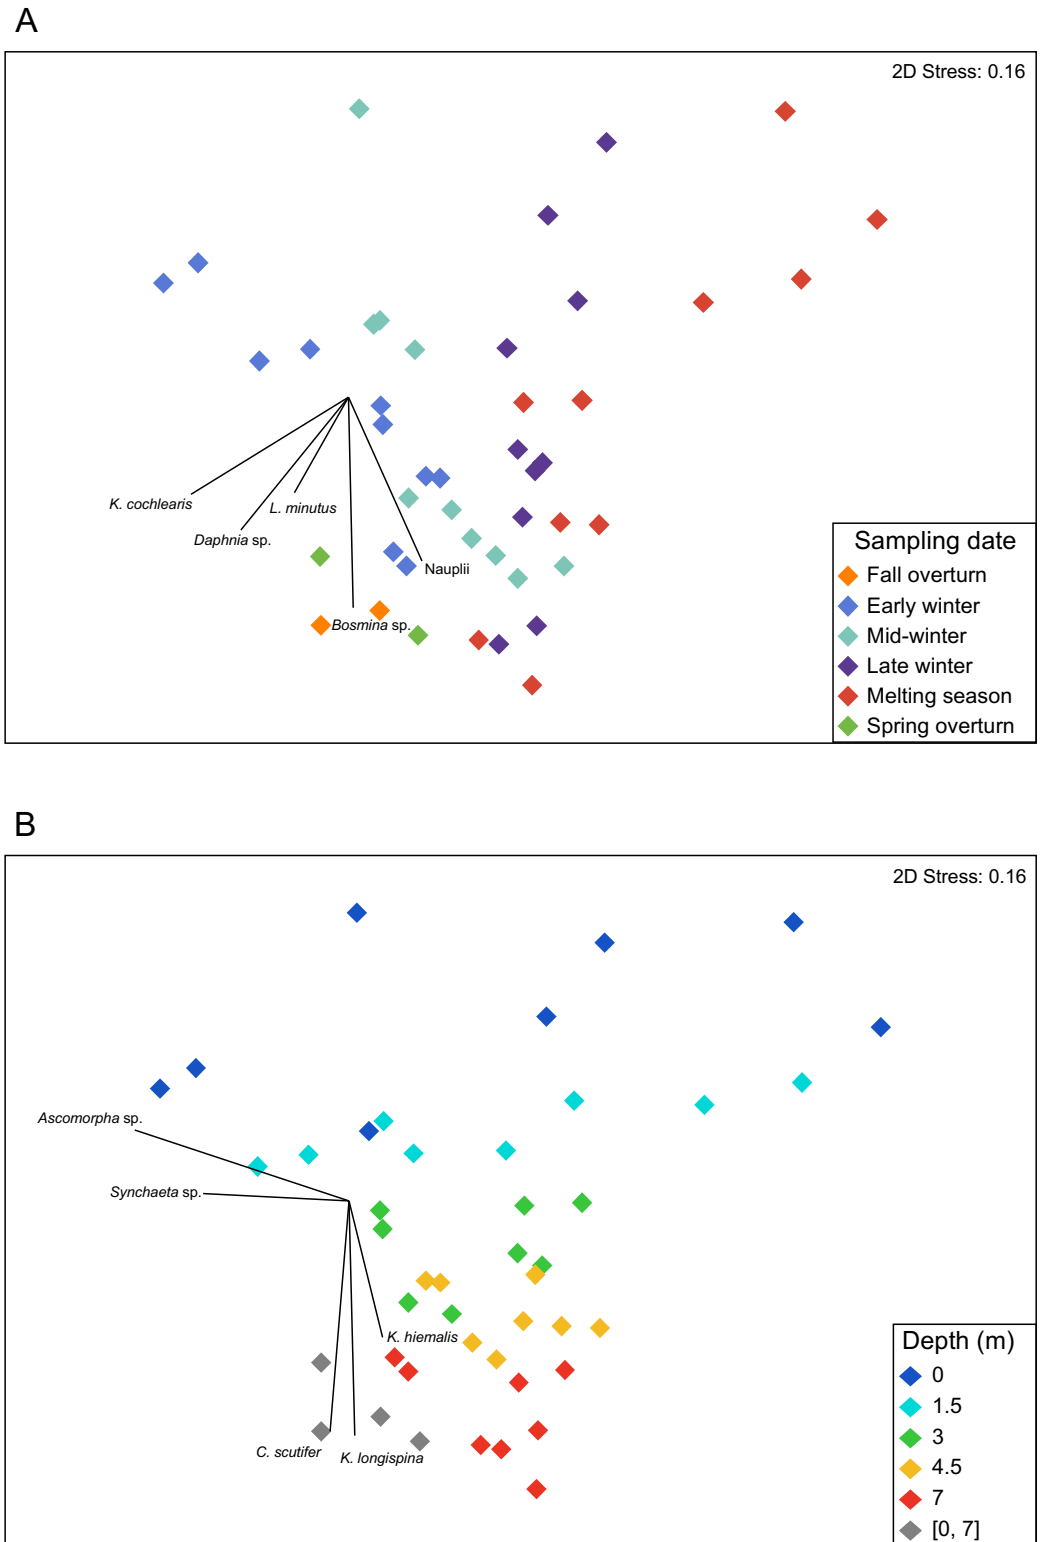 A
2D Stress: 0.16
K. cochlearis
L. minutus
Daphnia sp.
Nauplii
Bosmina sp.
Sampling date
Fall overturn
Early winter
Mid-winter
Late winter
Melting season
Spring overturn
B
2D Stress: 0.16
Ascomorpha sp.
Synchaeta sp.
K. hiemalis
C. scutifer
K. longispina
Depth (m)
0
1.5
3
4.5
7
[0, 7]